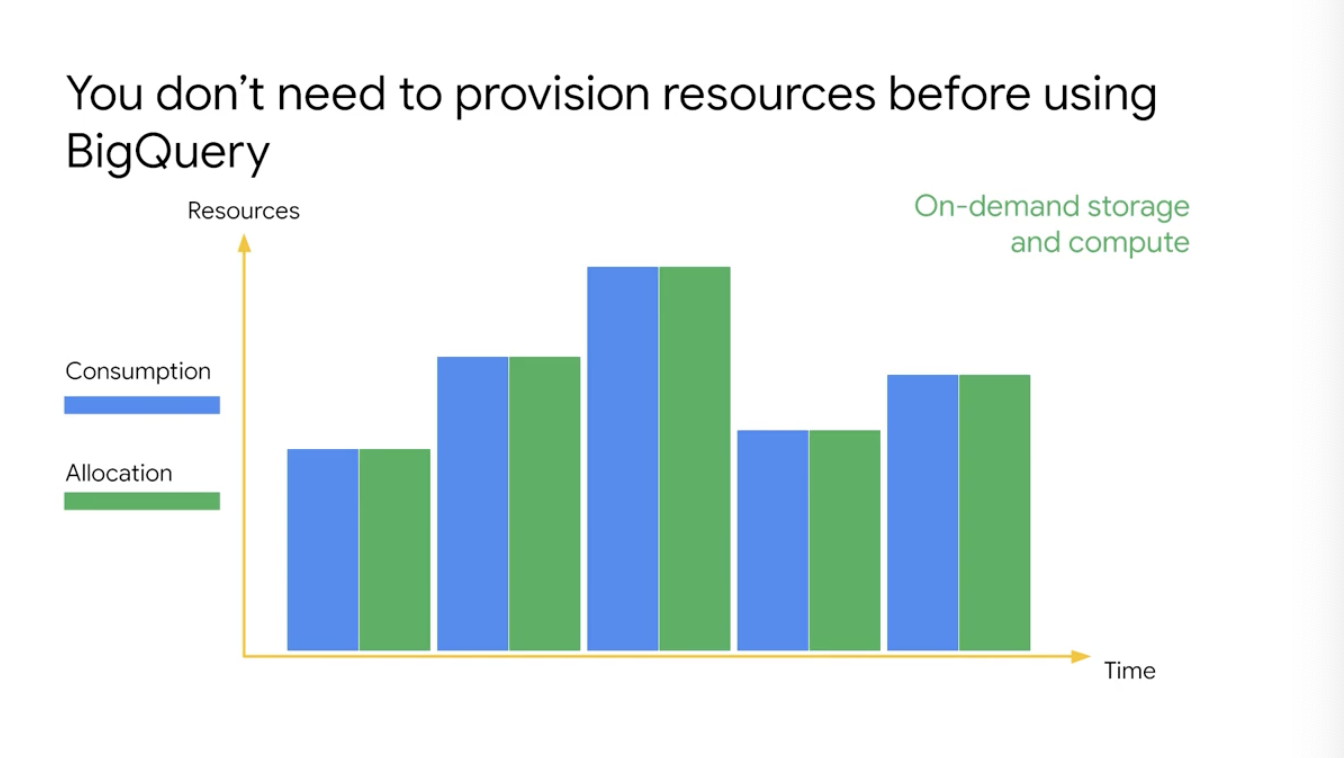 You don’t need to provision resources before using
BigQuery
Resources
On-demand storage
and compute
Consumption
Allocation
Time